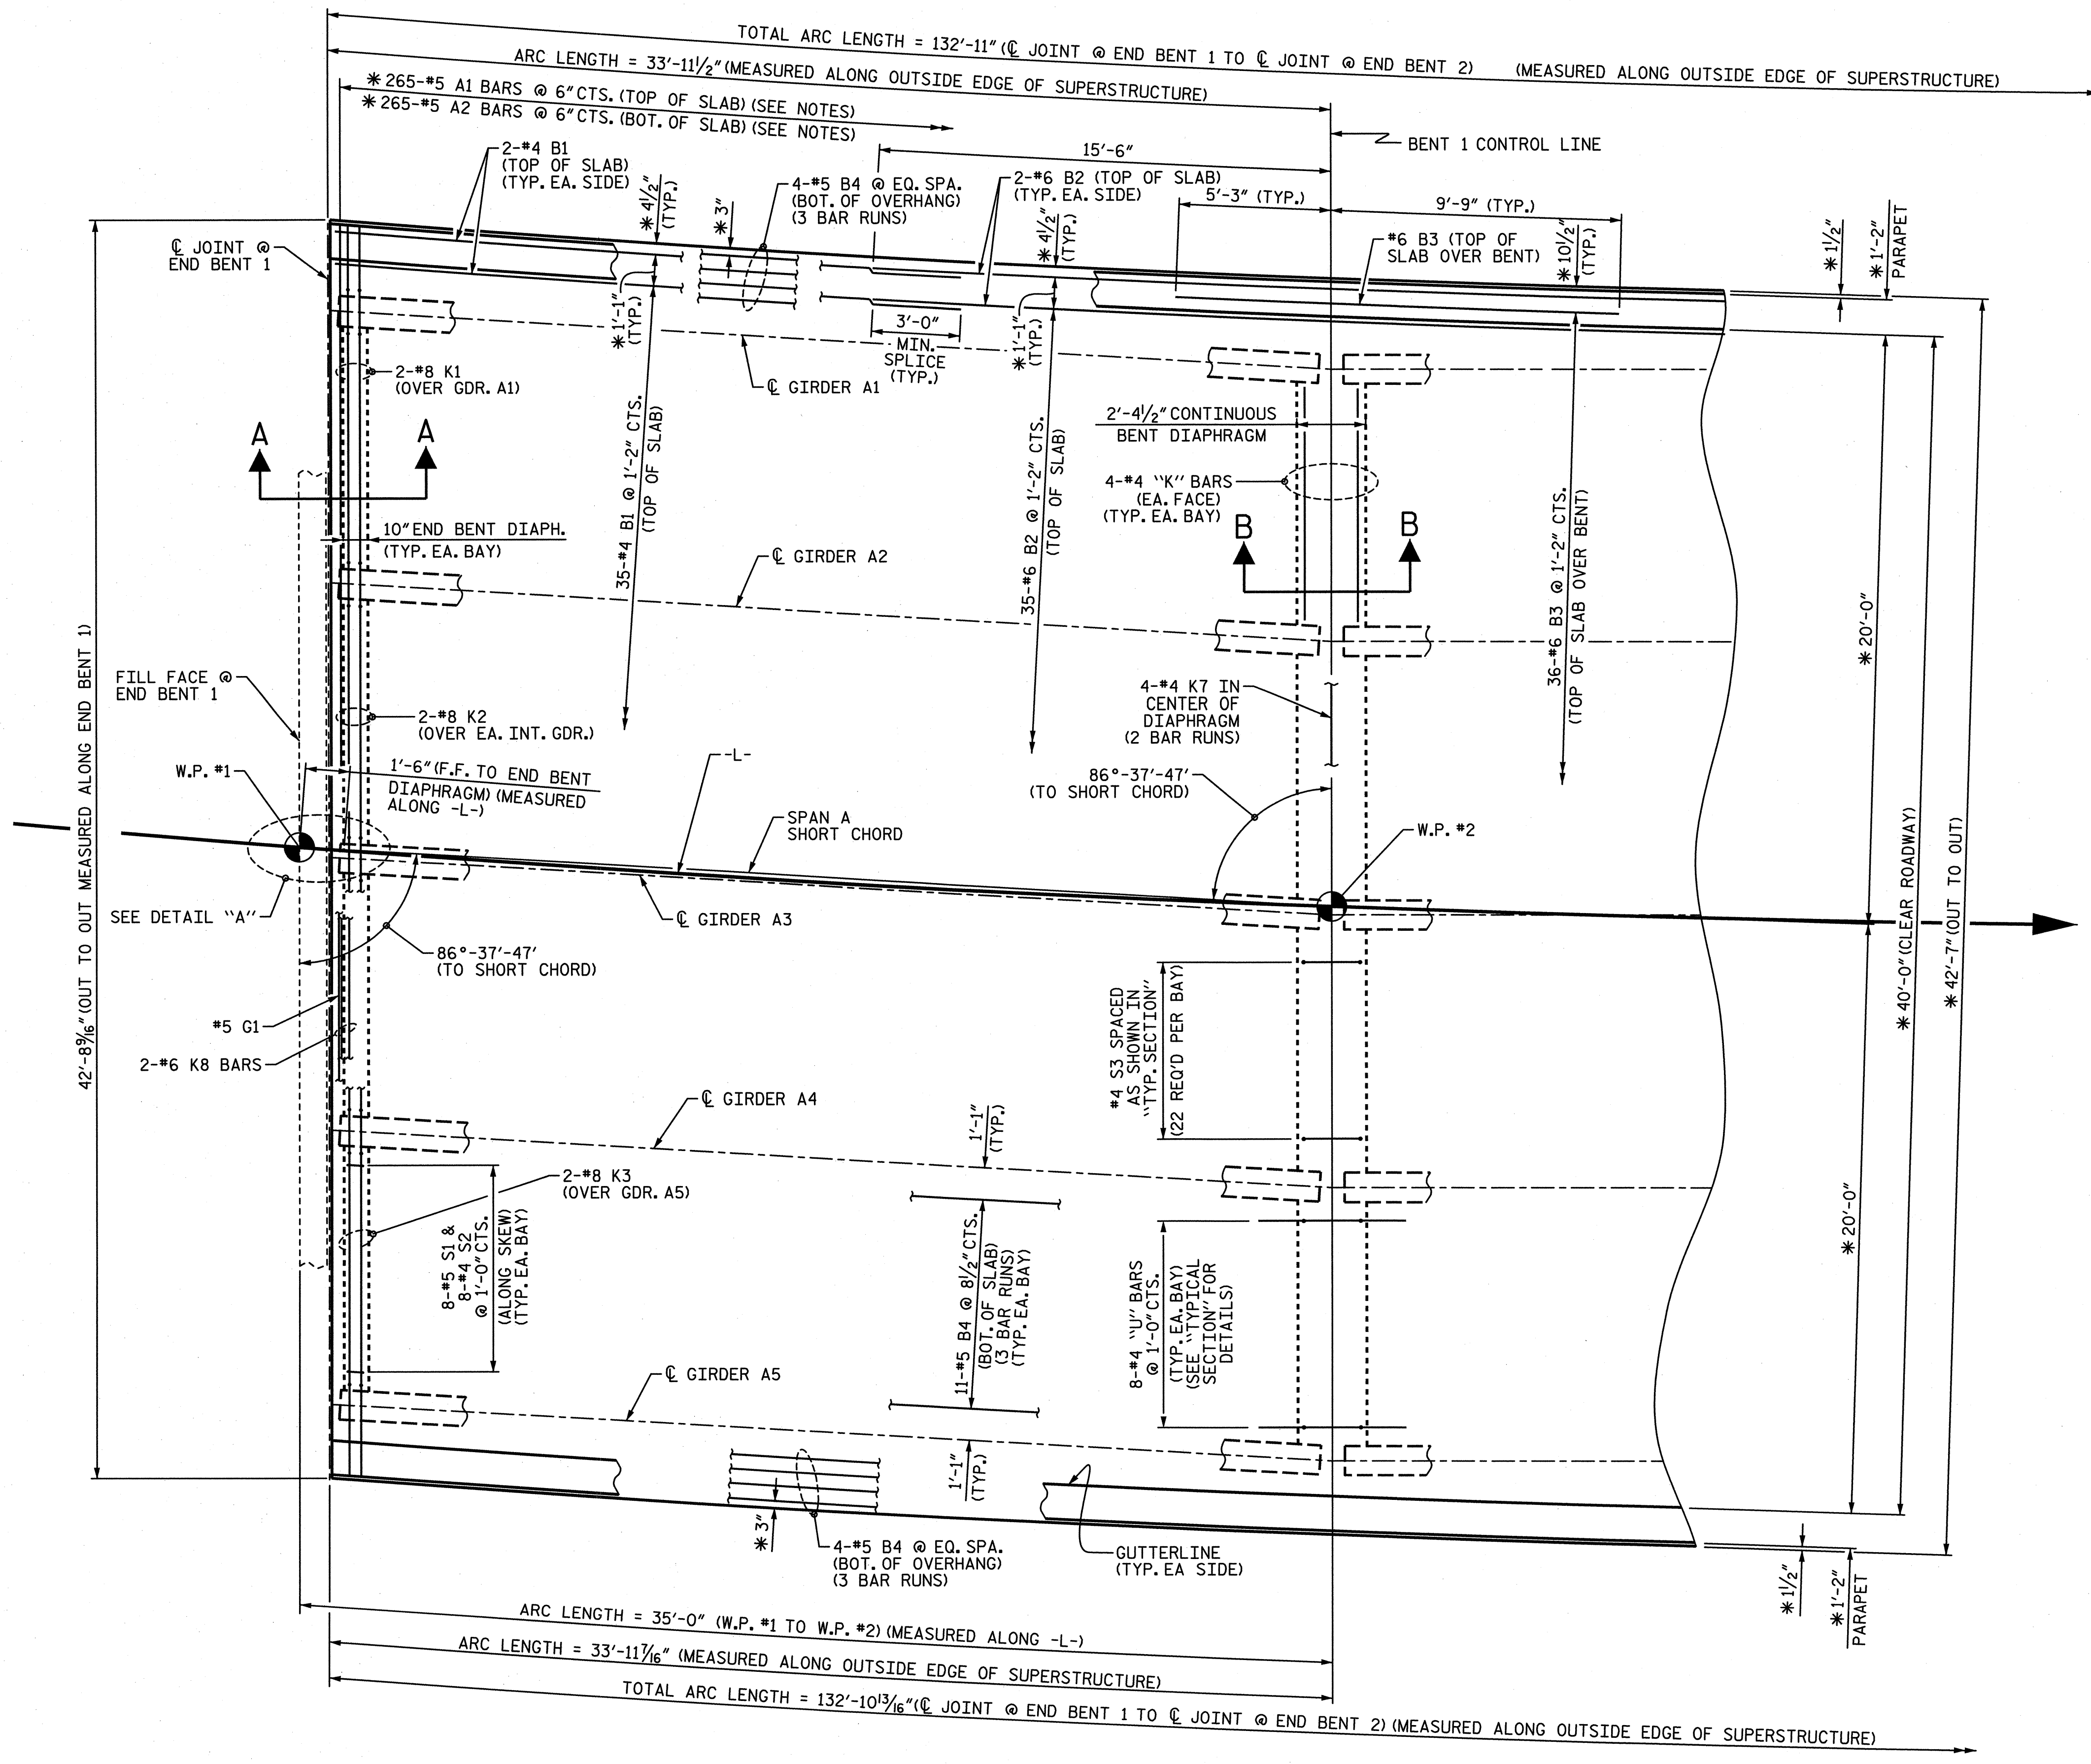 TOTAL ARC LENGTH = 132'-11" (℄ JOINT @ END BENT 1 TO ℄ JOINT @ END BENT 2) (MEASURED ALONG OUTSIDE EDGE OF SUPERSTRUCTURE)
ARC LENGTH = 33'-11½" (MEASURED ALONG OUTSIDE EDGE OF SUPERSTRUCTURE)
* 265-#5 A1 BARS @ 6" CTS. (TOP OF SLAB) (SEE NOTES)
* 265-#5 A2 BARS @ 6" CTS. (BOT. OF SLAB) (SEE NOTES)
BENT 1 CONTROL LINE
15'-6"
2-#4 B1
(TOP OF SLAB)
(TYP. EA. SIDE)
* 4½"
(TYP.)
* 3"
4-#5 B4 @ EQ. SPA.
(BOT. OF OVERHANG)
(3 BAR RUNS)
2-#6 B2 (TOP OF SLAB)
(TYP. EA. SIDE)
* 4½"
(TYP.)
5'-3" (TYP.)
9'-9" (TYP.)
#6 B3 (TOP OF
SLAB OVER BENT)
* 10½"
(TYP.)
* 1½"
* 1'-2"
PARAPET
℄ JOINT @
END BENT 1
* 1'-1"
(TYP.)
3'-0"
MIN.
SPLICE
(TYP.)
* 1'-1"
(TYP.)
2-#8 K1
(OVER GDR. A1)
℄ GIRDER A1
A
A
35-#4 B1 @ 1'-2" CTS.
(TOP OF SLAB)
35-#6 B2 @ 1'-2" CTS.
(TOP OF SLAB)
2'-4½" CONTINUOUS
BENT DIAPHRAGM
4-#4 "K" BARS
(EA. FACE)
(TYP. EA. BAY)
B
B
36-#6 B3 @ 1'-2" CTS.
(TOP OF SLAB OVER BENT)
10" END BENT DIAPH.
(TYP. EA. BAY)
℄ GIRDER A2
* 20'-0"
42'-8⁹⁄₁₆" (OUT TO OUT MEASURED ALONG END BENT 1)
FILL FACE @
END BENT 1
2-#8 K2
(OVER EA. INT. GDR.)
4-#4 K7 IN
CENTER OF
DIAPHRAGM
(2 BAR RUNS)
W.P. #1
1'-6" (F.F. TO END BENT
DIAPHRAGM) (MEASURED
ALONG -L-)
-L-
SPAN A
SHORT CHORD
86°-37'-47'
(TO SHORT CHORD)
W.P. #2
* 40'-0" (CLEAR ROADWAY)
* 42'-7" (OUT TO OUT)
SEE DETAIL "A"
℄ GIRDER A3
86°-37'-47'
(TO SHORT CHORD)
#5 G1
2-#6 K8 BARS
#4 S3 SPACED
AS SHOWN IN
"TYP. SECTION"
(22 REQ'D PER BAY)
℄ GIRDER A4
1'-1"
(TYP.)
2-#8 K3
(OVER GDR. A5)
8-#5 S1 &
8-#4 S2
@ 1'-0" CTS.
(ALONG SKEW)
(TYP. EA. BAY)
11-#5 B4 @ 8½" CTS.
(BOT. OF SLAB)
(3 BAR RUNS)
(TYP. EA. BAY)
8-#4 "U" BARS
@ 1'-0" CTS.
(TYP. EA. BAY)
(SEE "TYPICAL
SECTION" FOR
DETAILS)
* 20'-0"
℄ GIRDER A5
1'-1"
(TYP.)
* 3"
4-#5 B4 @ EQ. SPA.
(BOT. OF OVERHANG)
(3 BAR RUNS)
GUTTERLINE
(TYP. EA SIDE)
* 1½"
* 1'-2"
PARAPET
ARC LENGTH = 35'-0" (W.P. #1 TO W.P. #2) (MEASURED ALONG -L-)
ARC LENGTH = 33'-11⁷⁄₁₆" (MEASURED ALONG OUTSIDE EDGE OF SUPERSTRUCTURE)
TOTAL ARC LENGTH = 132'-10¹³⁄₁₆" (℄ JOINT @ END BENT 1 TO ℄ JOINT @ END BENT 2) (MEASURED ALONG OUTSIDE EDGE OF SUPERSTRUCTURE)